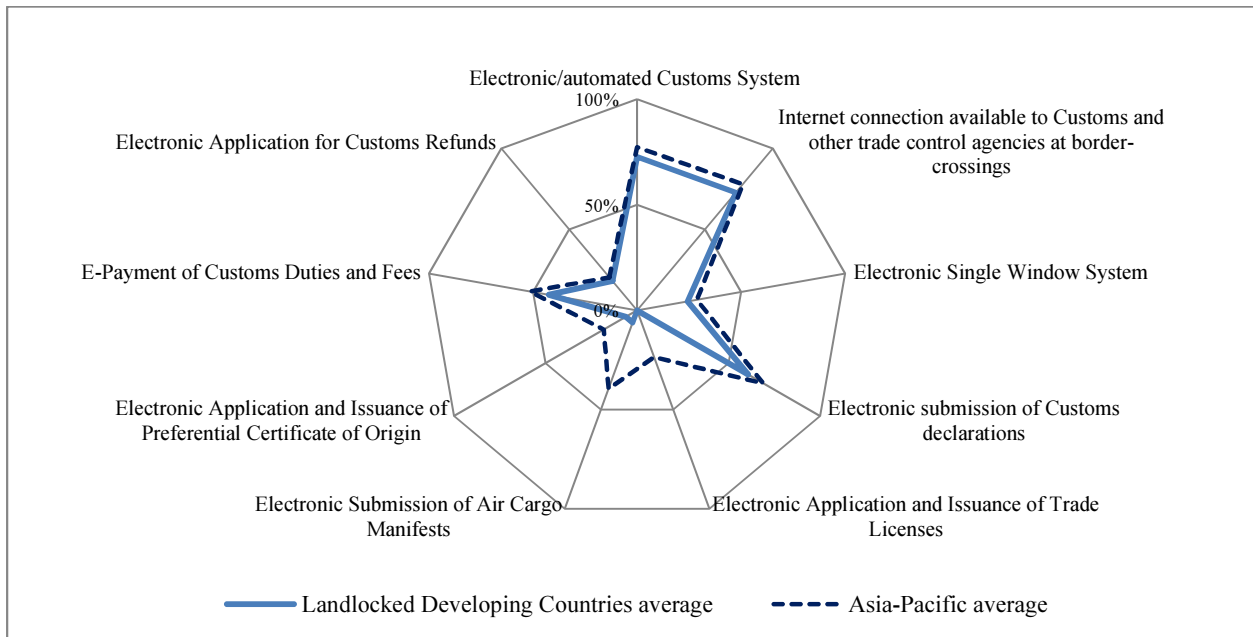 Electronic/automated Customs System
100%
Internet connection available to Customs and
other trade control agencies at border-
crossings
Electronic Application for Customs Refunds
50%
E-Payment of Customs Duties and Fees
Electronic Single Window System
0%
Electronic Application and Issuance of
Preferential Certificate of Origin
Electronic submission of Customs
declarations
Electronic Submission of Air Cargo
Manifests
Electronic Application and Issuance of Trade
Licenses
Landlocked Developing Countries average
Asia-Pacific average